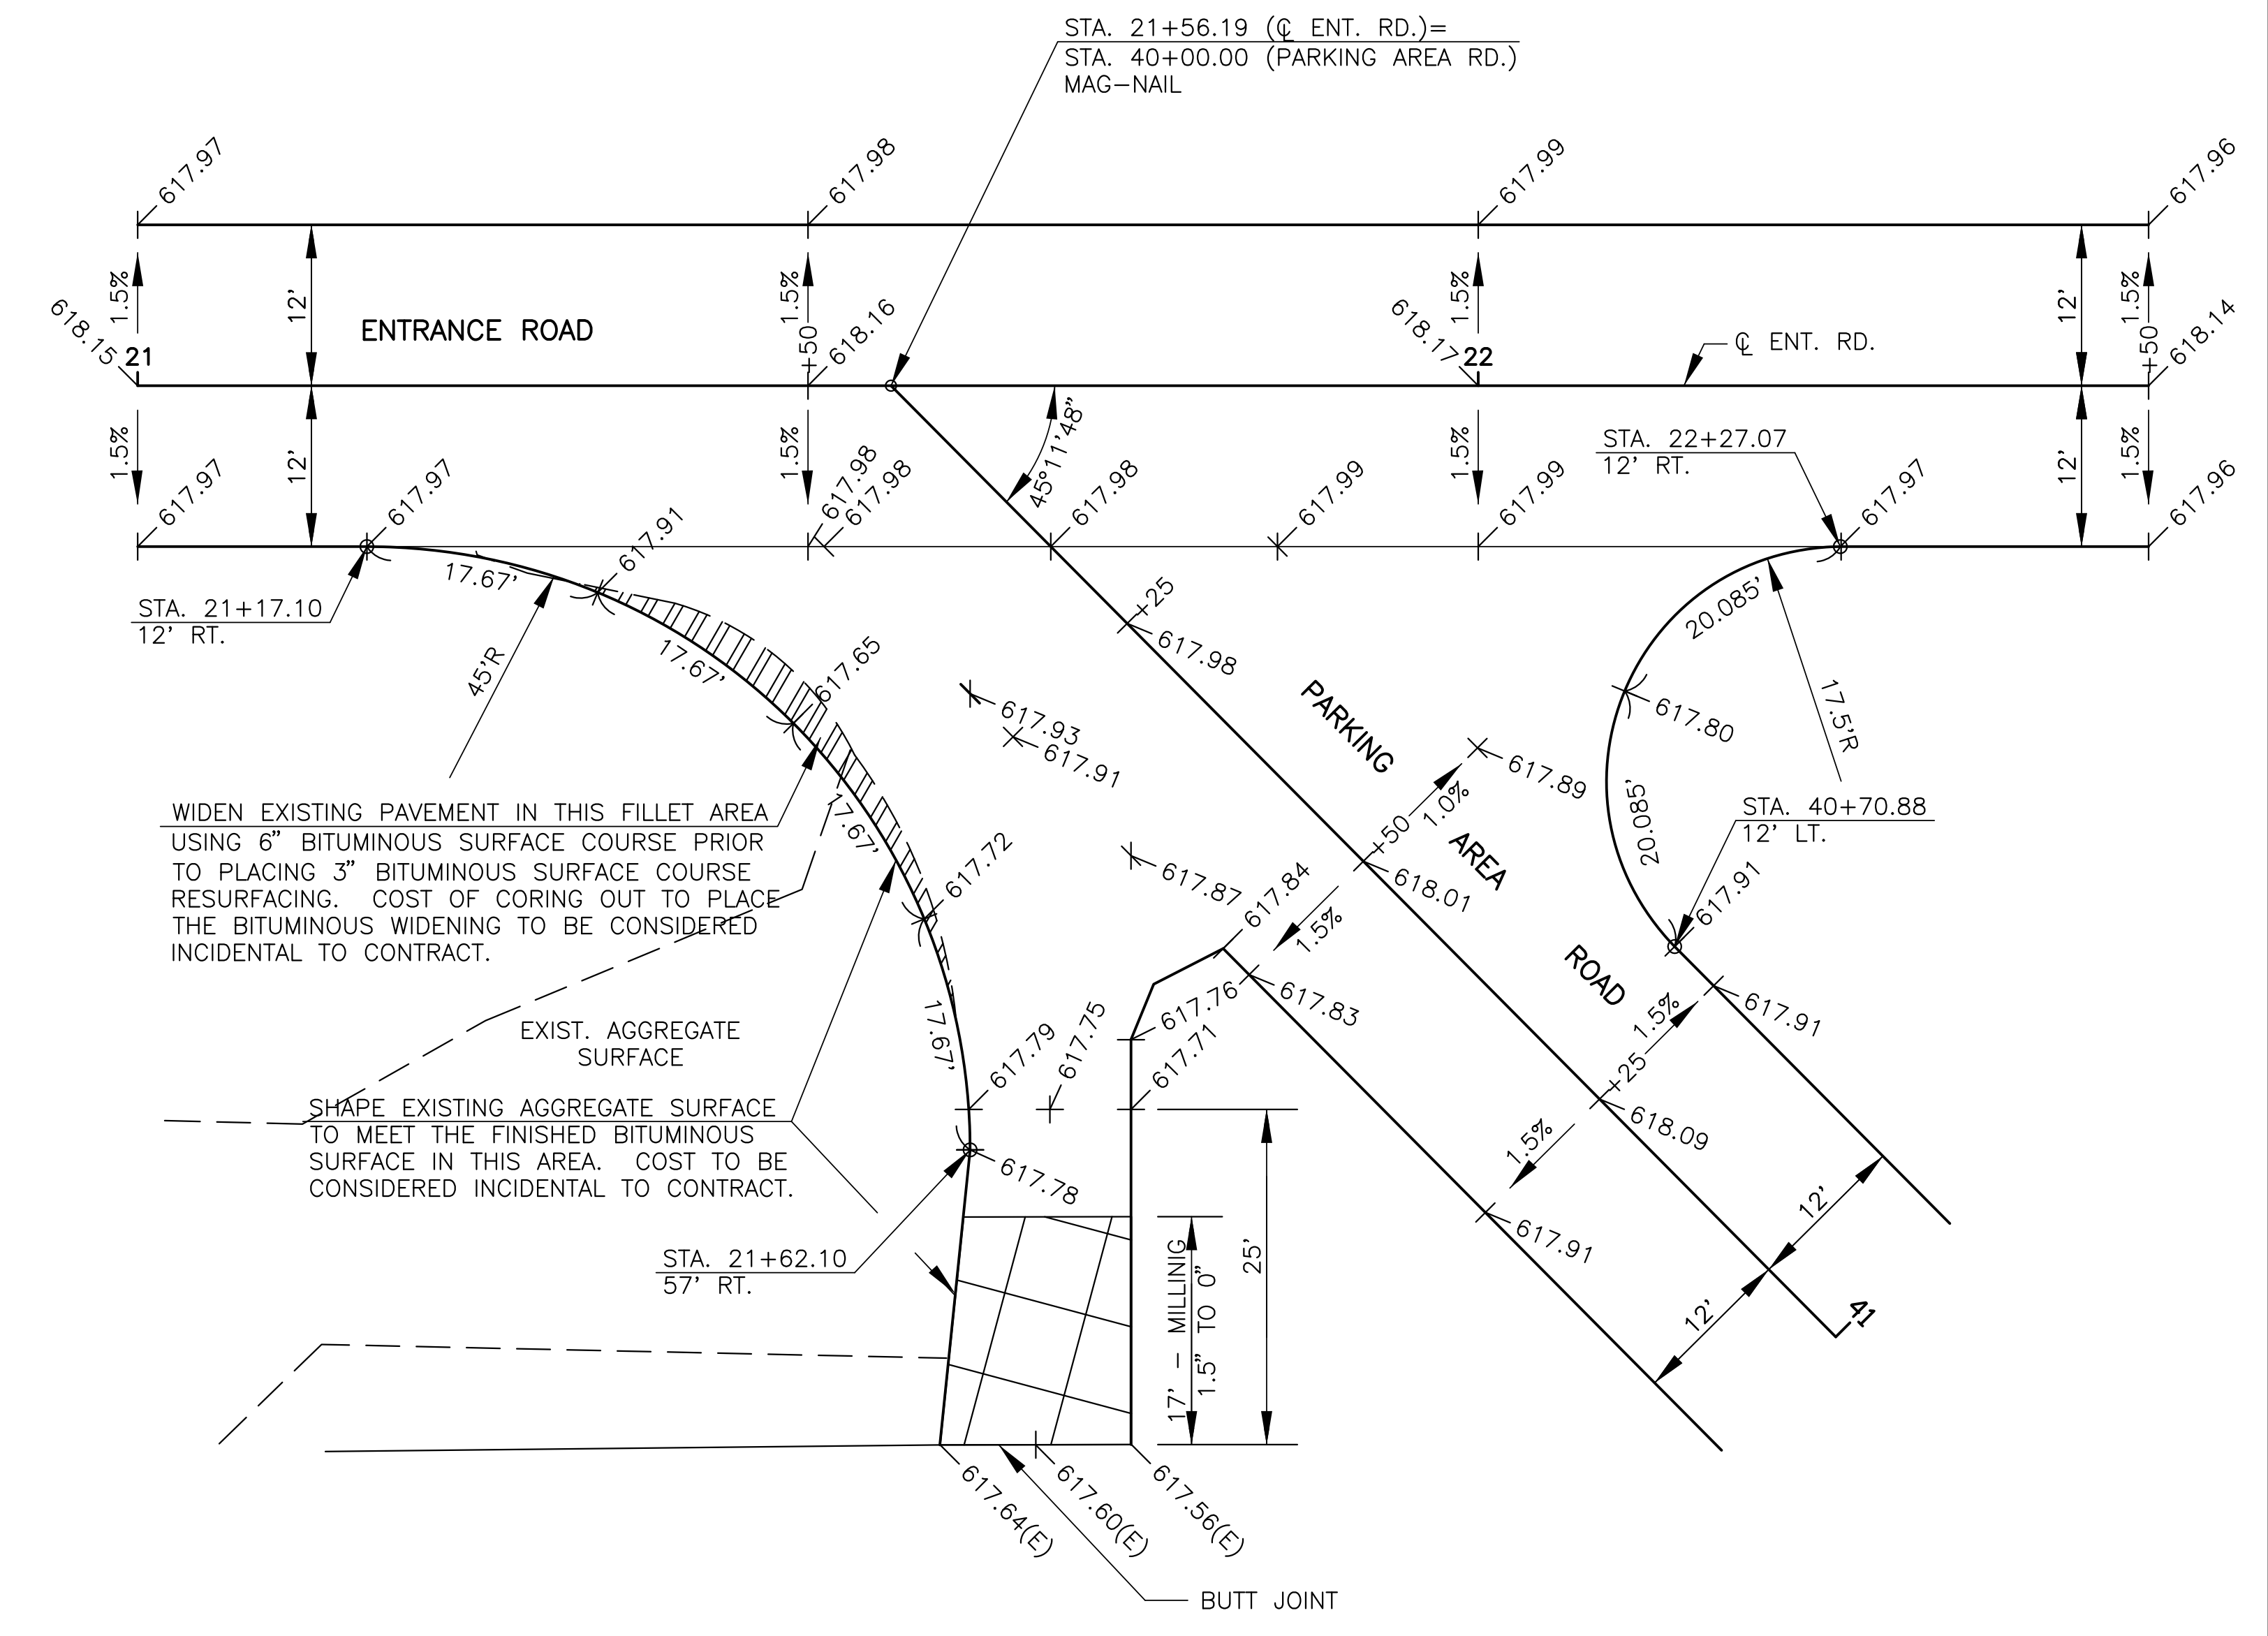 STA. 21+56.19 (℄ ENT. RD.)=
STA. 40+00.00 (PARKING AREA RD.)
MAG-NAIL
617.97
617.98
617.99
617.96
1.5%
12'
1.5%
1.5%
12'
1.5%
618.15
21
ENTRANCE ROAD
+50
618.16
618.17
22
℄ ENT. RD.
+50
618.14
1.5%
12'
1.5%
45°11'48"
1.5%
12'
1.5%
617.97
617.97
617.98
617.98
617.98
617.99
617.99
STA. 22+27.07
12' RT.
617.97
617.96
STA. 21+17.10
12' RT.
17.67'
617.91
45'R
17.67'
617.65
17.67'
617.72
17.67'
+25
617.98
617.93
617.91
PARKING
AREA
ROAD
20.085'
617.80
17.5'R
20.085'
617.89
1.0%
+50
618.01
1.5%
617.87
617.84
STA. 40+70.88
12' LT.
617.91
617.91
WIDEN EXISTING PAVEMENT IN THIS FILLET AREA
USING 6" BITUMINOUS SURFACE COURSE PRIOR
TO PLACING 3" BITUMINOUS SURFACE COURSE
RESURFACING.  COST OF CORING OUT TO PLACE
THE BITUMINOUS WIDENING TO BE CONSIDERED
INCIDENTAL TO CONTRACT.
EXIST. AGGREGATE
SURFACE
SHAPE EXISTING AGGREGATE SURFACE
TO MEET THE FINISHED BITUMINOUS
SURFACE IN THIS AREA.  COST TO BE
CONSIDERED INCIDENTAL TO CONTRACT.
617.79
617.75
617.76
617.71
617.83
1.5%
+25
618.09
1.5%
617.91
12'
12'
41
617.78
STA. 21+62.10
57' RT.
17' - MILLINIG
1.5" TO 0"
25'
617.64(E)
617.60(E)
617.56(E)
BUTT JOINT